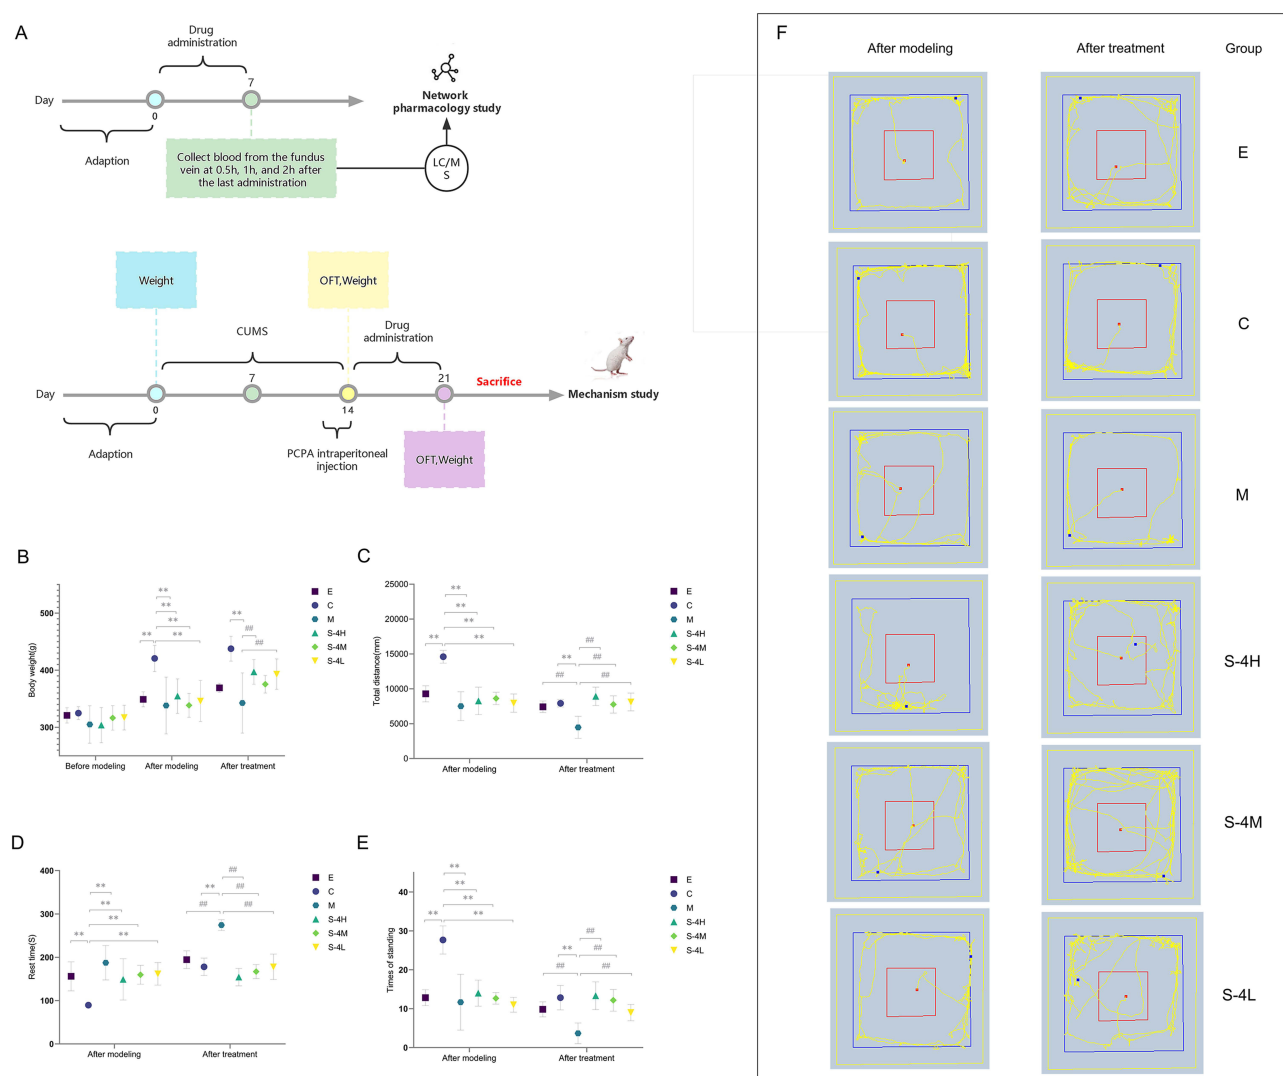 A
Drug
administration
7
Day
0
Adaption
Collect blood from the fundus
vein at 0.5h, 1h, and 2h after
the last administration
LC/M
S
Network
pharmacology study
Weight
OFT,Weight
CUMS
Drug
administration
7
21
Sacrifice
Day
0
14
Mechanism study
Adaption
PCPA intraperitoneal
injection
OFT,Weight
B
Body weight(g)
500
400
300
Before modeling
After modeling
After treatment
**
**
**
**
**
**
##
##
E
C
M
S-4H
S-4M
S-4L
C
Total distance(mm)
25000
20000
15000
10000
5000
0
After modeling
After treatment
**
**
**
**
**
##
**
##
##
##
E
C
M
S-4H
S-4M
S-4L
D
Rest time(S)
400
300
200
100
0
After modeling
After treatment
**
**
**
**
**
##
**
##
##
##
E
C
M
S-4H
S-4M
S-4L
E
Times of standing
40
30
20
10
0
After modeling
After treatment
**
**
**
**
**
##
**
##
##
##
E
C
M
S-4H
S-4M
S-4L
F
After modeling
After treatment
Group
E
C
M
S-4H
S-4M
S-4L